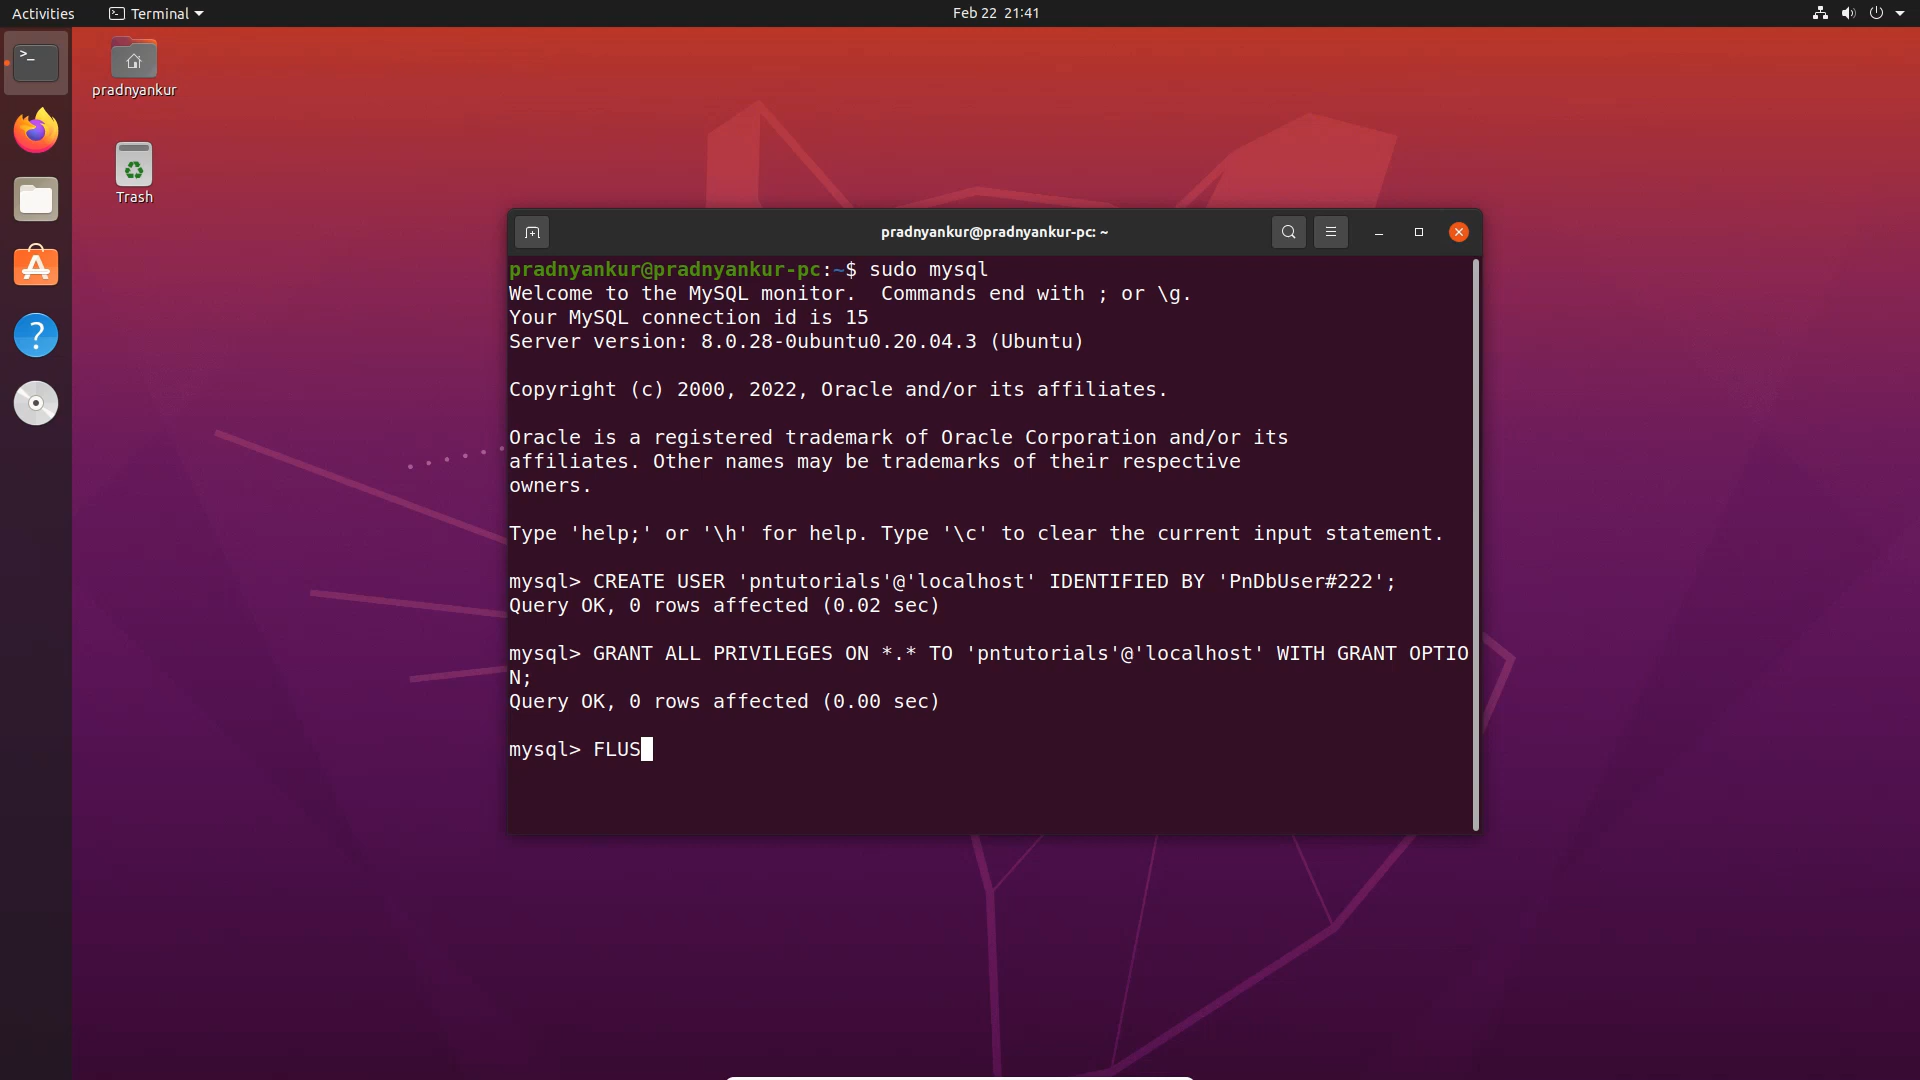 Activities
Terminal
Feb 22 21:41
pradnyankur
Trash
pradnyankur@pradnyankur-pc: ~
pradnyankur@pradnyankur-pc:~$ sudo mysql
Welcome to the MySQL monitor.  Commands end with ; or \g.
Your MySQL connection id is 15
Server version: 8.0.28-0ubuntu0.20.04.3 (Ubuntu)
Copyright (c) 2000, 2022, Oracle and/or its affiliates.
Oracle is a registered trademark of Oracle Corporation and/or its
affiliates. Other names may be trademarks of their respective
owners.
Type 'help;' or '\h' for help. Type '\c' to clear the current input statement.
mysql> CREATE USER 'pntutorials'@'localhost' IDENTIFIED BY 'PnDbUser#222';
Query OK, 0 rows affected (0.02 sec)
mysql> GRANT ALL PRIVILEGES ON *.* TO 'pntutorials'@'localhost' WITH GRANT OPTIO
N;
Query OK, 0 rows affected (0.00 sec)
mysql> FLUS